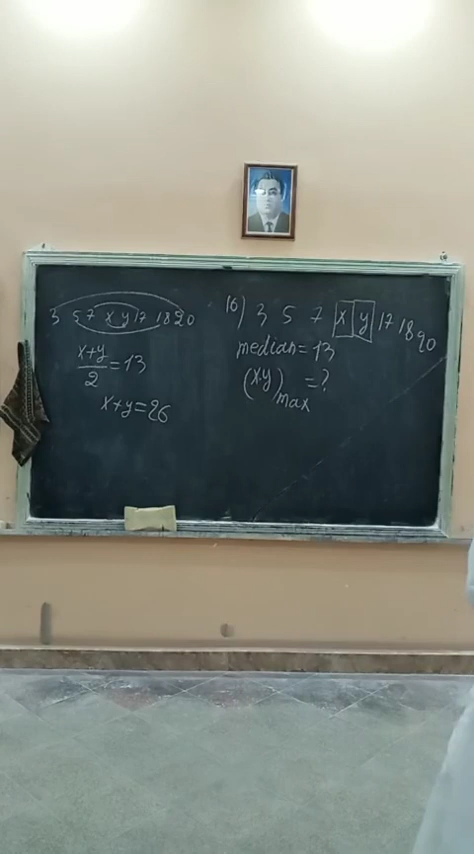 3 5 7 x y 17 18 20
x+y
2
=13
x+y=26
16) 3 5 7 x y 17 18 20
median=13
(x·y)max=?